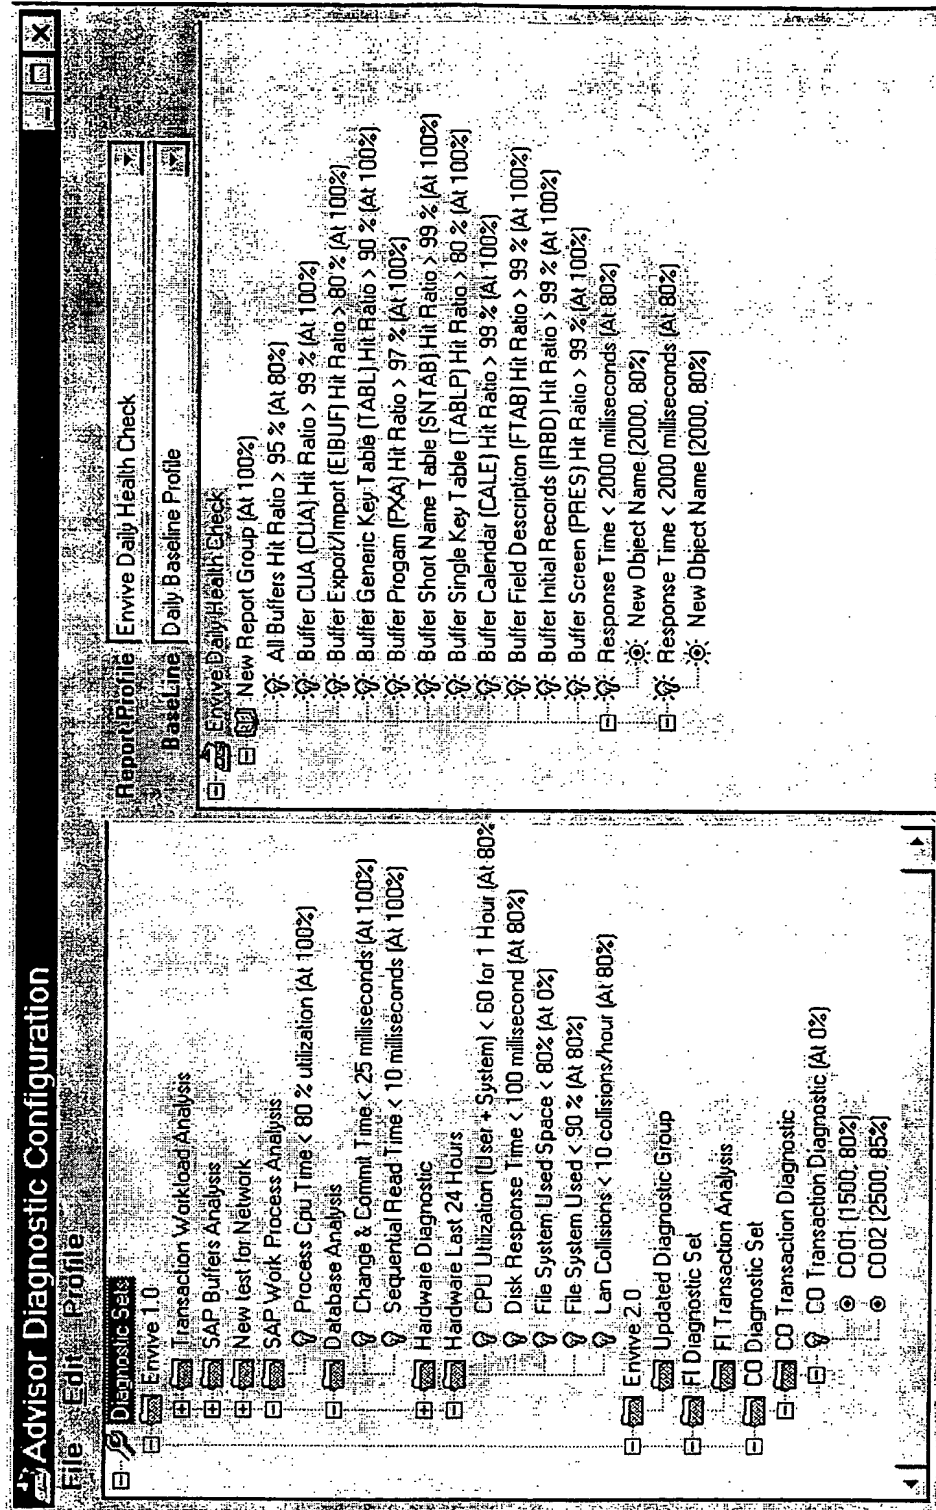 Advisor Diagnostic Configuration
File Edit Profile
Diagnostic Sets
Envive 1.0
Transaction Workload Analysis
SAP Buffers Analysis
New test for Network
SAP Work Process Analysis
Process Cpu Time < 80 % utilization (At 100%)
Database Analysis
Change & Commit Time < 25 milliseconds (At 100%)
Sequential Read Time < 10 milliseconds (At 100%)
Hardware Diagnostic
Hardware Last 24 Hours
CPU Utilization (User + System) < 60 for 1 Hour (At 80%
Disk Response Time < 100 millisecond (At 80%)
File System Used Space < 80% (At 0%)
File System Used < 90 % (At 80%)
Lan Collisions < 10 collisions/hour (At 80%)
Envive 2.0
Updated Diagnostic Group
FI Diagnostic Set
FI Transaction Analysis
CO Diagnostic Set
CO Transaction Diagnostic
CO Transaction Diagnostic (At 0%)
CO01 (1500, 80%)
CO02 (2500, 85%)
Report Profile Envive Daily Health Check
BaseLine Daily Baseline Profile
Envive Daily Health Check
New Report Group (At 100%)
All Buffers Hit Ratio > 95 % (At 80%)
Buffer CUA (CUA) Hit Ratio > 99 % (At 100%)
Buffer Export/Import (EIBUF) Hit Ratio > 80 % (At 100%)
Buffer Generic Key Table (TABL) Hit Ratio > 90 % (At 100%)
Buffer Progam (PXA) Hit Ratio > 97 % (At 100%)
Buffer Short Name Table (SNTAB) Hit Ratio > 99 % (At 100%)
Buffer Single Key Table (TABLP) Hit Ratio > 80 % (At 100%)
Buffer Calendar (CALE) Hit Ratio > 99 % (At 100%)
Buffer Field Description (FTAB) Hit Ratio > 99 % (At 100%)
Buffer Initial Records (IRBD) Hit Ratio > 99 % (At 100%)
Buffer Screen (PRES) Hit Ratio > 99 % (At 100%)
Response Time < 2000 milliseconds (At 80%)
New Object Name (2000, 80%)
Response Time < 2000 milliseconds (At 80%)
New Object Name (2000, 80%)